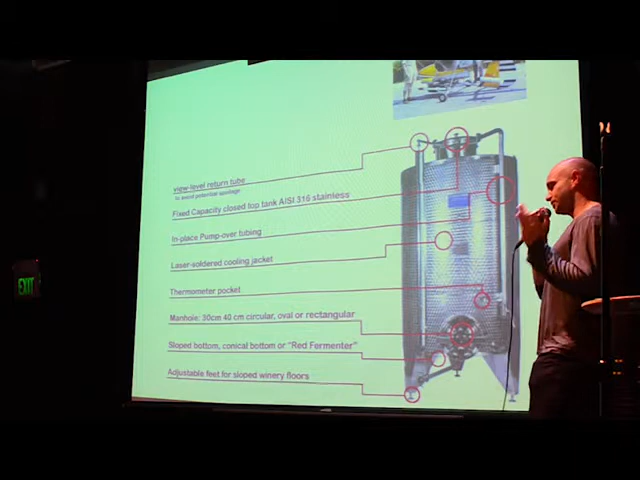 view-level return tube
to avoid potential spoilage
Fixed Capacity closed top tank AISI 316 stainless
In-place Pump-over tubing
Laser-soldered cooling jacket
Thermometer pocket
Manhole: 30cm 40 cm circular, oval or rectangular
Sloped bottom, conical bottom or "Red Fermenter"
Adjustable feet for sloped winery floors
EXIT